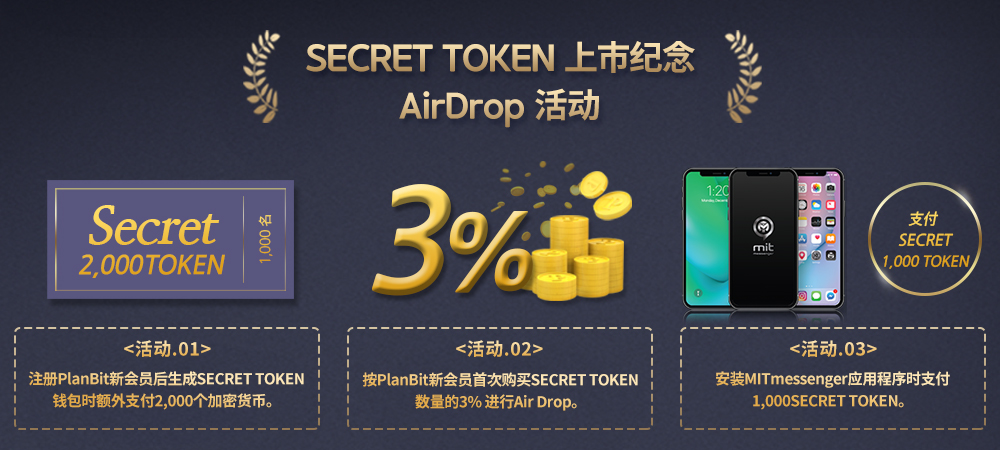 SECRET TOKEN 上市纪念
AirDrop 活动
Secret
2,000 TOKEN
1,000 名
3%
1:20
mit
Messenger
支付
SECRET
1,000 TOKEN
<活动.01>
注册PlanBit新会员后生成SECRET TOKEN
钱包时额外支付2,000个加密货币。
<活动.02>
按PlanBit新会员首次购买SECRET TOKEN
数量的3% 进行Air Drop。
<活动.03>
安装MITmessenger应用程序时支付
1,000SECRET TOKEN。